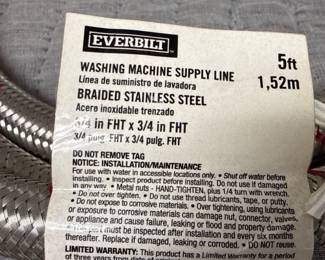 EVERBILT
5ft
WASHING MACHINE SUPPLY LINE
Línea de suministro de lavadora
1,52m
BRAIDED STAINLESS STEEL
Acero inoxidable trenzado
3/4 in FHT x 3/4 in FHT
3/4 pulg. FHT x 3/4 pulg. FHT
DO NOT REMOVE TAG
NOTICE: INSTALLATION/MAINTENANCE
For use with water in accessible locations only. • Shut off water before
installing. • Inspect product before installing. Do not use if damaged
in any way. • Metal nuts - HAND-TIGHTEN, plus 1/4 turn with wrench.
• Do not over tighten. • Do not use thread lubricants, tape, or putty.
• Do not expose to corrosive materials. • Over tightening, using lubricants
or exposure to corrosive materials can damage nut, connector, valves,
or appliance and cause failure, leaking or flood and property damage.
must be inspected after installation and every six months
thereafter. Replace if damaged, leaking or corroded. • DO NOT reuse.
LIMITED WARRANTY: This product has a Limited Warranty for a period
of three years from date of